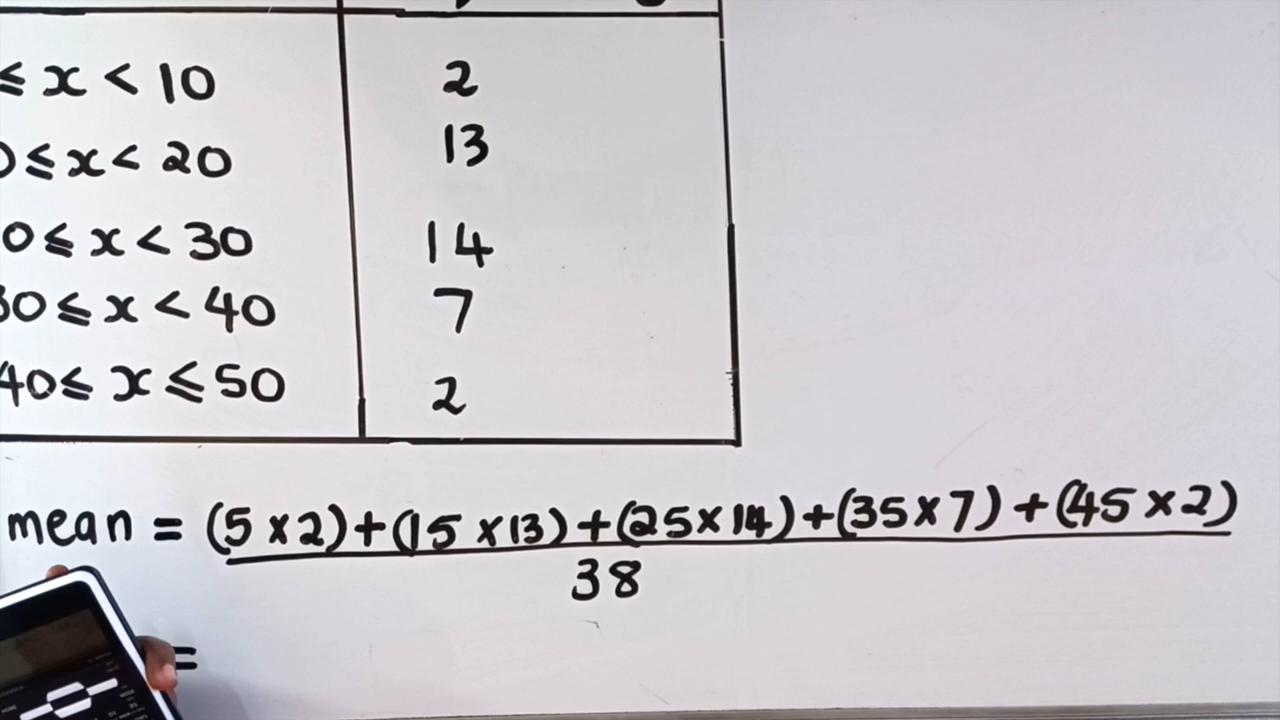 ≤ x < 10 2
0 ≤ x < 20 13
0 ≤ x < 30 14
30 ≤ x < 40 7
40 ≤ x ≤ 50 2
mean = (5 × 2) + (15 × 13) + (25 × 14) + (35 × 7) + (45 × 2)
38
=